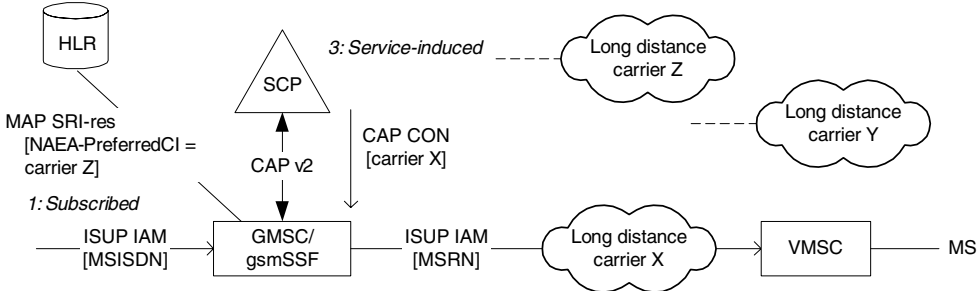 HLR
3: Service-induced
Long distance
carrier Z
SCP
MAP SRI-res
[NAEA-PreferredCI =
carrier Z]
CAP CON
[carrier X]
CAP v2
Long distance
carrier Y
1: Subscribed
ISUP IAM
[MSISDN]
GMSC/
gsmSSF
ISUP IAM
[MSRN]
Long distance
carrier X
VMSC
MS